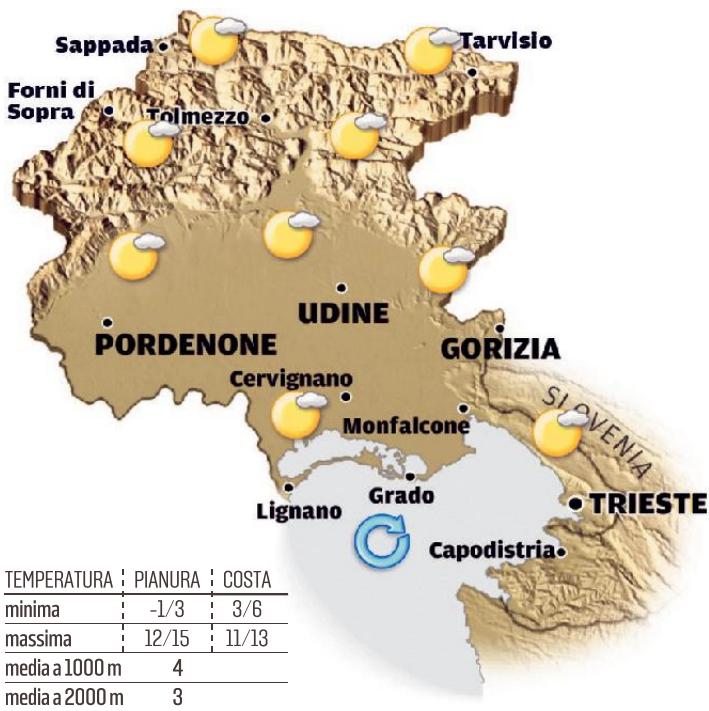 Sappada
Tarvisio
Forni di
Sopra
Tolmezzo
UDINE
PORDENONE
GORIZIA
Cervignano
SLOVENIA
Monfalcone
Lignano
Grado
TRIESTE
Capodistria
TEMPERATURA PIANURA COSTA
minima -1/3 3/6
massima 12/15 11/13
media a 1000 m 4
media a 2000 m 3